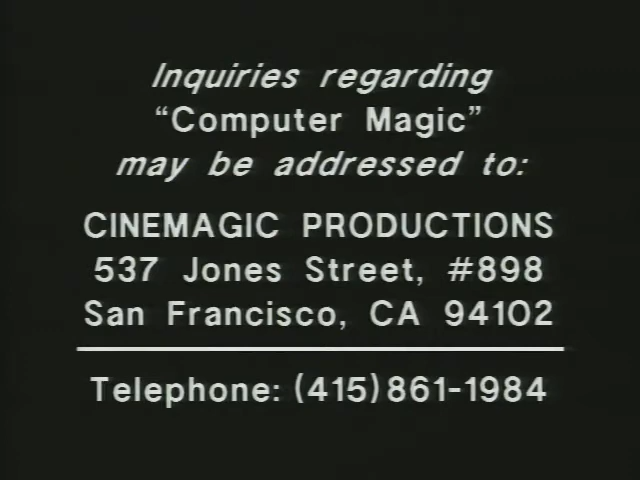 Inquiries regarding
“Computer Magic”
may be addressed to:
CINEMAGIC PRODUCTIONS
537 Jones Street, #898
San Francisco, CA 94102
Telephone: (415)861-1984